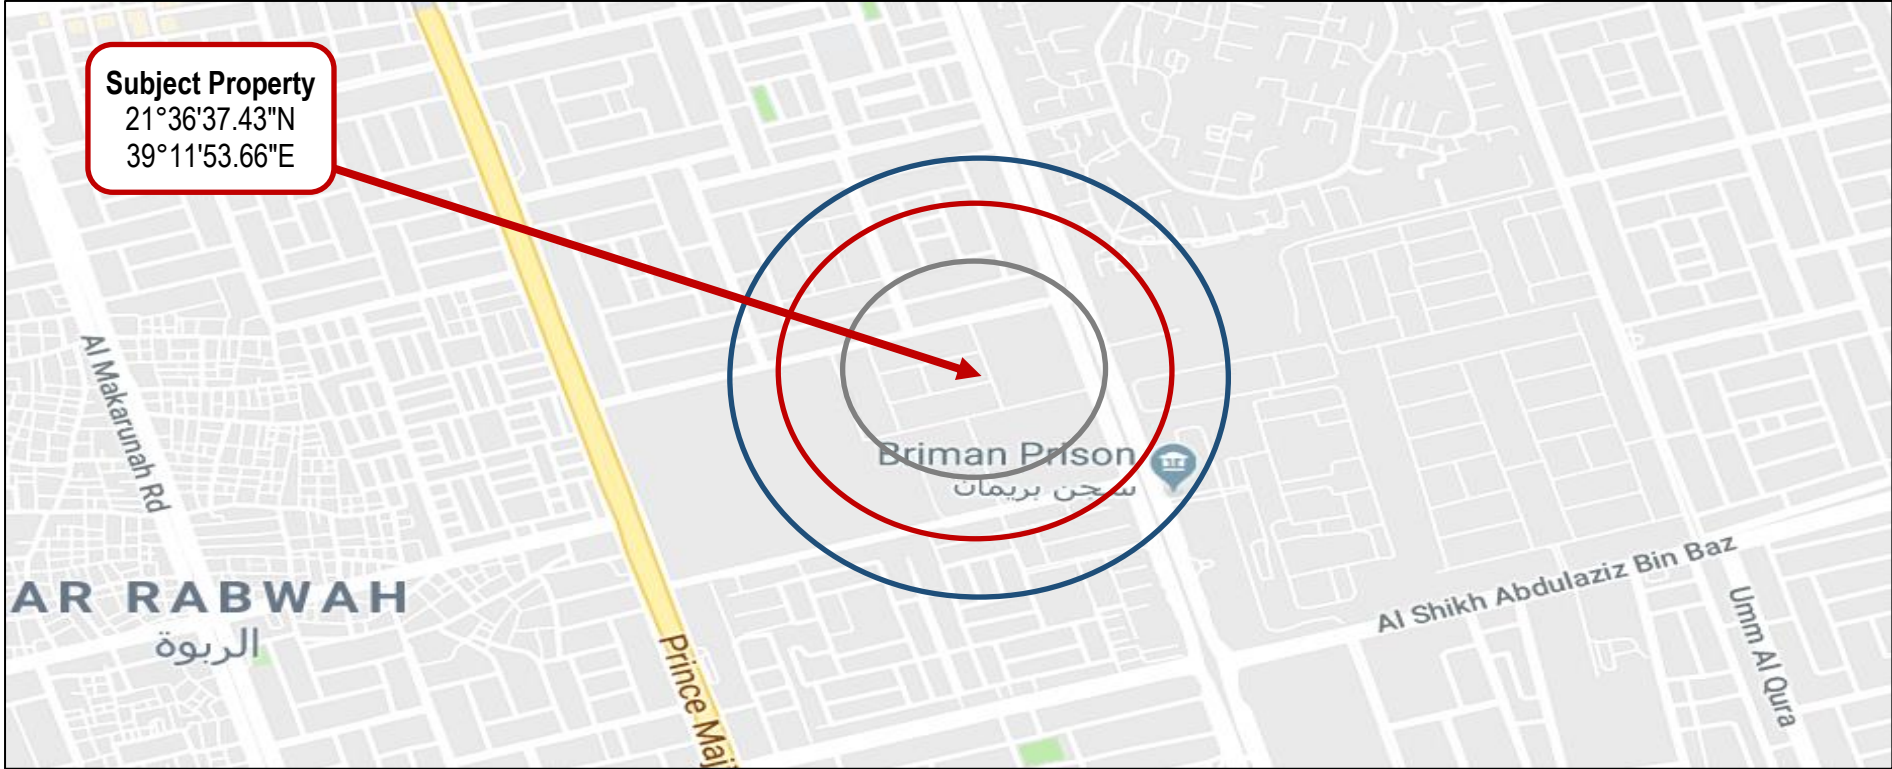 Subject Property
21°36'37.43"N
39°11'53.66"E
Al Makarunah Rd
Briman Prison
سجن بريمان
AR RABWAH
الربوة
Prince Maj
Al Shikh Abdulaziz Bin Baz
Umm Al Qura